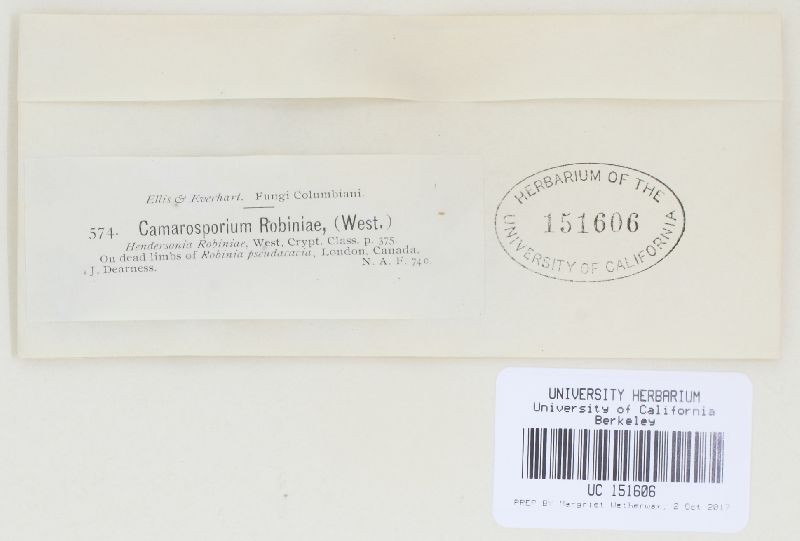 Ellis & Everhart. Fungi Columbiani.
574. Camarosporium Robiniae, (West.)
Hendersonia Robiniae, West. Crypt. Class. p. 375.
On dead limbs of Robinia pseudacacia, London, Canada.
J. Dearness. N. A. F. 740.
HERBARIUM OF THE
151606
UNIVERSITY OF CALIFORNIA
UNIVERSITY HERBARIUM
University of California
Berkeley
UC 151606
PREP BY Margriet Wetherwax, 2 Oct 2017